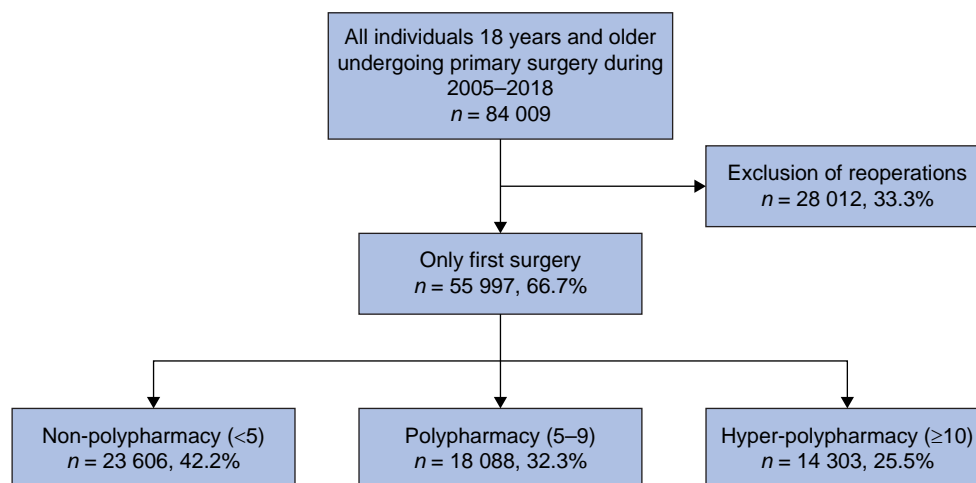 All individuals 18 years and older
undergoing primary surgery during
2005–2018
n = 84 009
Exclusion of reoperations
n = 28 012, 33.3%
Only first surgery
n = 55 997, 66.7%
Non-polypharmacy (<5)
n = 23 606, 42.2%
Polypharmacy (5–9)
n = 18 088, 32.3%
Hyper-polypharmacy (≥10)
n = 14 303, 25.5%